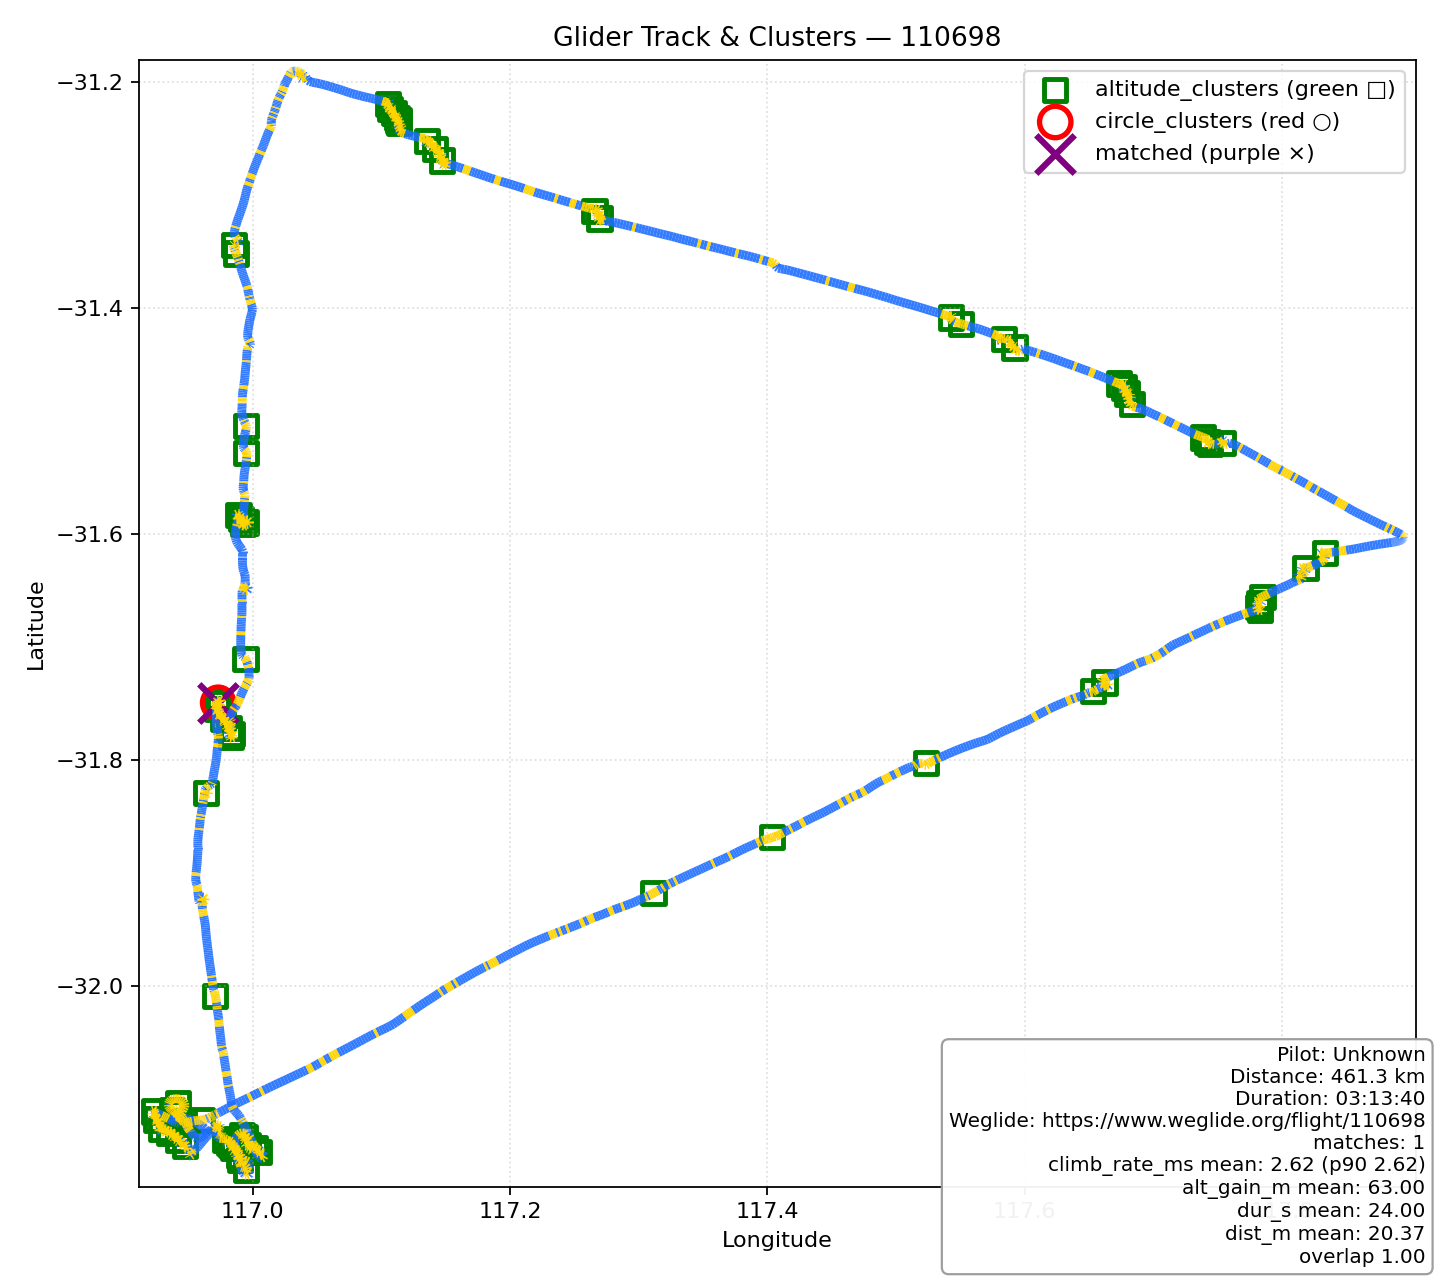 Glider Track & Clusters — 110698
altitude_clusters (green □)
circle_clusters (red ○)
matched (purple ×)
−31.2
−31.4
−31.6
−31.8
−32.0
Latitude
117.0
117.2
117.4
117.6
Longitude
Pilot: Unknown
Distance: 461.3 km
Duration: 03:13:40
Weglide: https://www.weglide.org/flight/110698
matches: 1
climb_rate_ms mean: 2.62 (p90 2.62)
alt_gain_m mean: 63.00
dur_s mean: 24.00
dist_m mean: 20.37
overlap 1.00